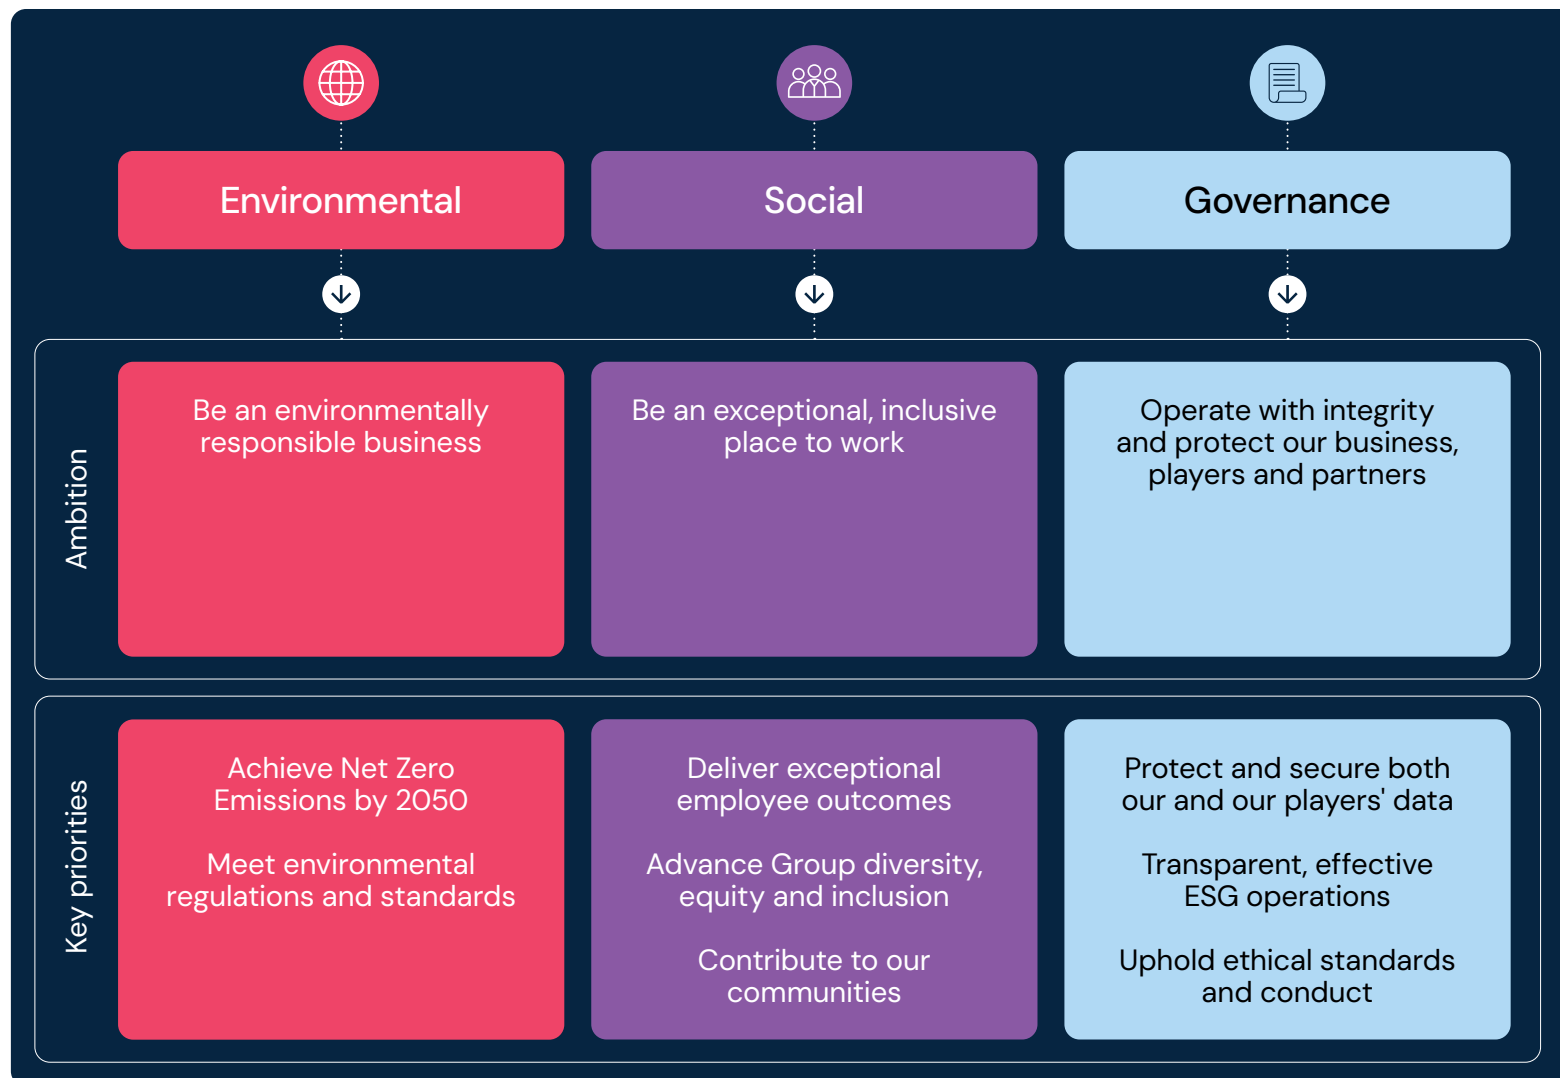 Environmental
Social
Governance
Ambition
Be an environmentally
responsible business
Be an exceptional, inclusive
place to work
Operate with integrity
and protect our business,
players and partners
Key priorities
Achieve Net Zero
Emissions by 2050
Meet environmental
regulations and standards
Deliver exceptional
employee outcomes
Advance Group diversity,
equity and inclusion
Contribute to our
communities
Protect and secure both
our and our players' data
Transparent, effective
ESG operations
Uphold ethical standards
and conduct